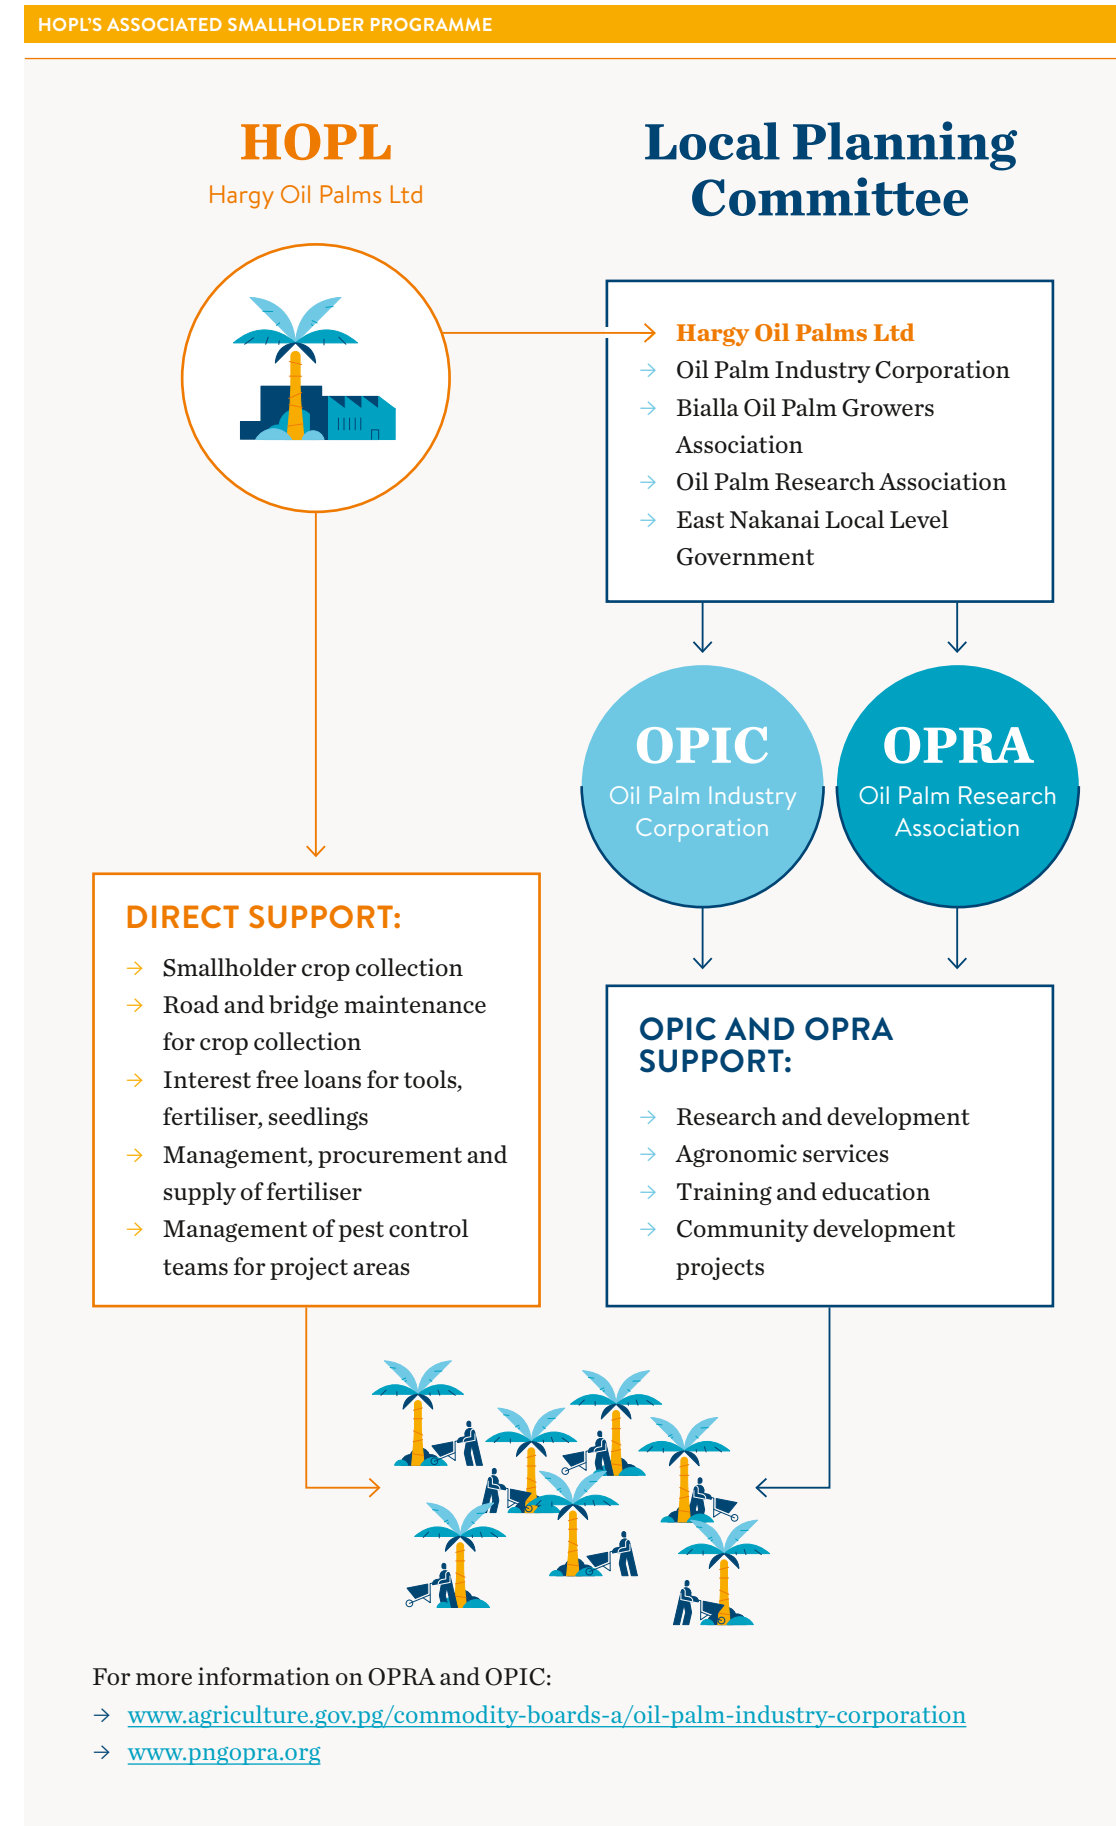 HOPL'S ASSOCIATED SMALLHOLDER PROGRAMME
HOPL
Hargy Oil Palms Ltd
Local Planning
Committee
→ Hargy Oil Palms Ltd
→ Oil Palm Industry Corporation
→ Bialla Oil Palm Growers
Association
→ Oil Palm Research Association
→ East Nakanai Local Level
Government
OPIC
Oil Palm Industry
Corporation
OPRA
Oil Palm Research
Association
DIRECT SUPPORT:
→ Smallholder crop collection
→ Road and bridge maintenance
for crop collection
→ Interest free loans for tools,
fertiliser, seedlings
→ Management, procurement and
supply of fertiliser
→ Management of pest control
teams for project areas
OPIC AND OPRA
SUPPORT:
→ Research and development
→ Agronomic services
→ Training and education
→ Community development
projects
For more information on OPRA and OPIC:
→ www.agriculture.gov.pg/commodity-boards-a/oil-palm-industry-corporation
→ www.pngopra.org